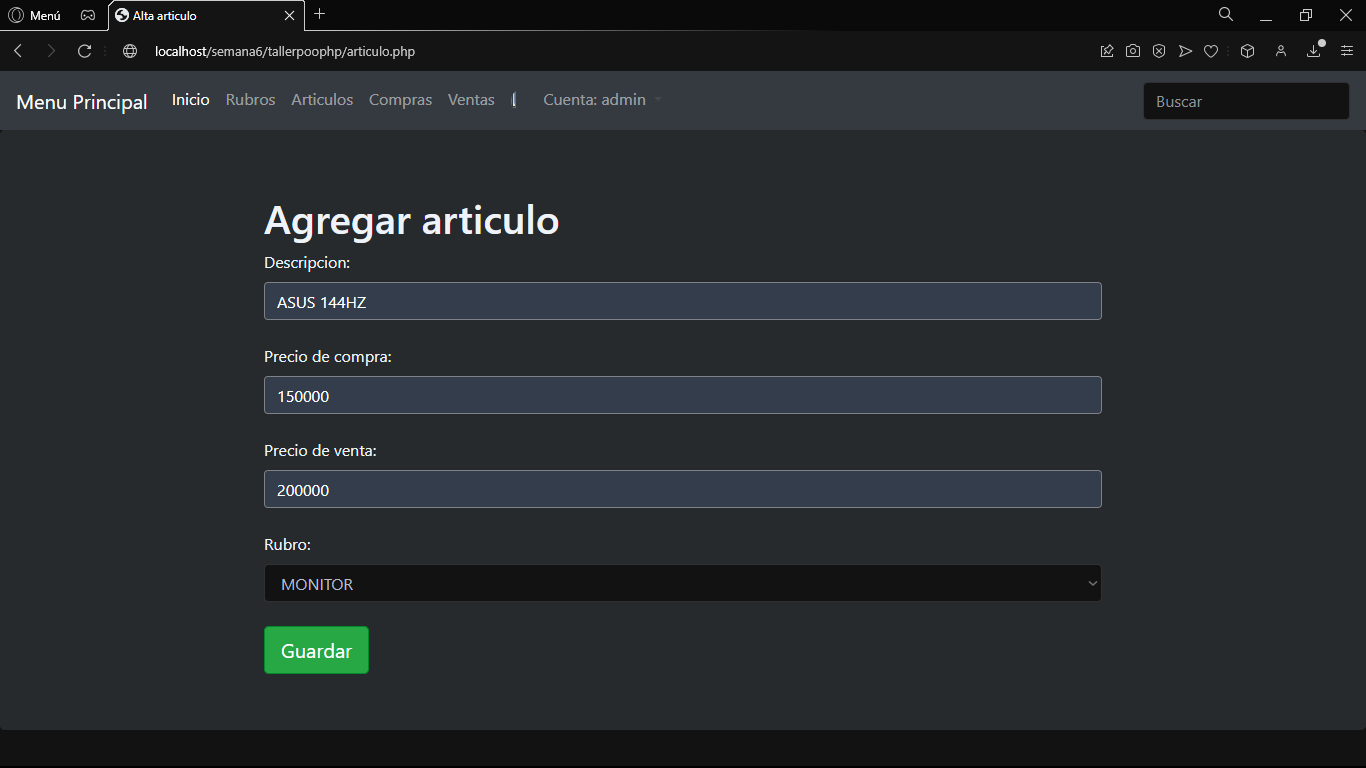 Menú Alta articulo
localhost/semana6/tallerpoophp/articulo.php
Menu Principal Inicio Rubros Articulos Compras Ventas Cuenta: admin Buscar
Agregar articulo
Descripcion:
ASUS 144HZ
Precio de compra:
150000
Precio de venta:
200000
Rubro:
MONITOR
Guardar